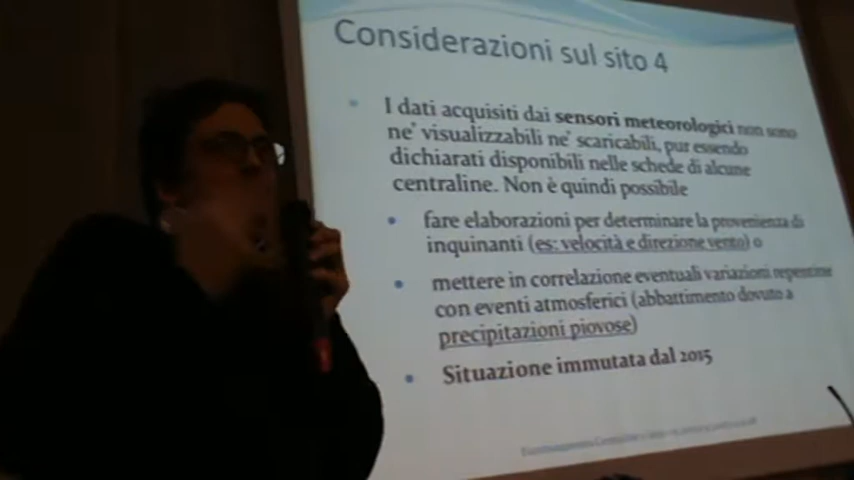 Considerazioni sul sito 4
I dati acquisiti dai sensori meteorologici non sono
ne' visualizzabili ne' scaricabili, pur essendo
dichiarati disponibili nelle schede di alcune
centraline. Non è quindi possibile
fare elaborazioni per determinare la provenienza di
inquinanti (es: velocità e direzione vento) o
mettere in correlazione eventuali variazioni repentine
con eventi atmosferici (abbattimento dovuto a
precipitazioni piovose)
Situazione immutata dal 2015